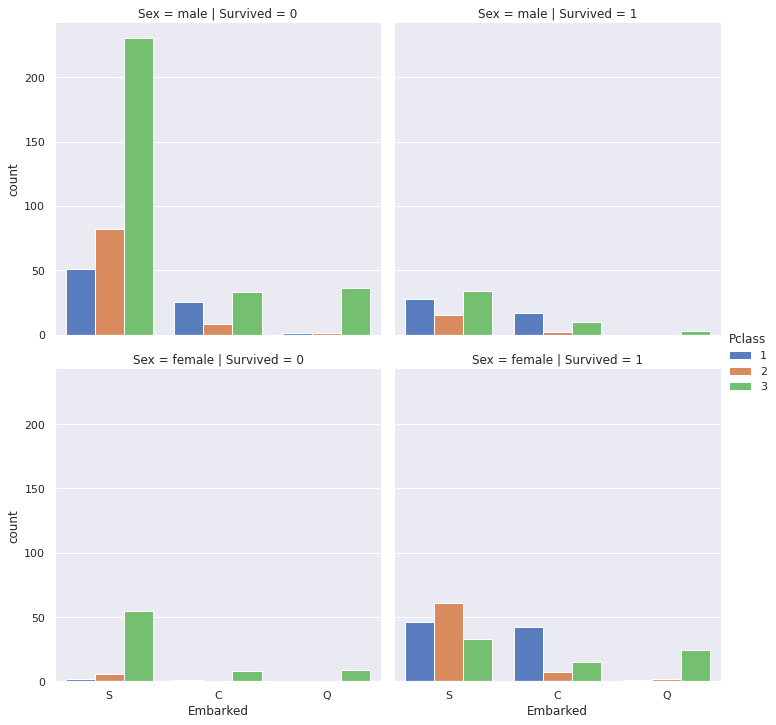 Sex = male | Survived = 0
Sex = male | Survived = 1
200
150
100
50
0
count
Sex = female | Survived = 0
Sex = female | Survived = 1
200
150
100
50
0
count
S C Q
Embarked
S C Q
Embarked
Pclass
1
2
3